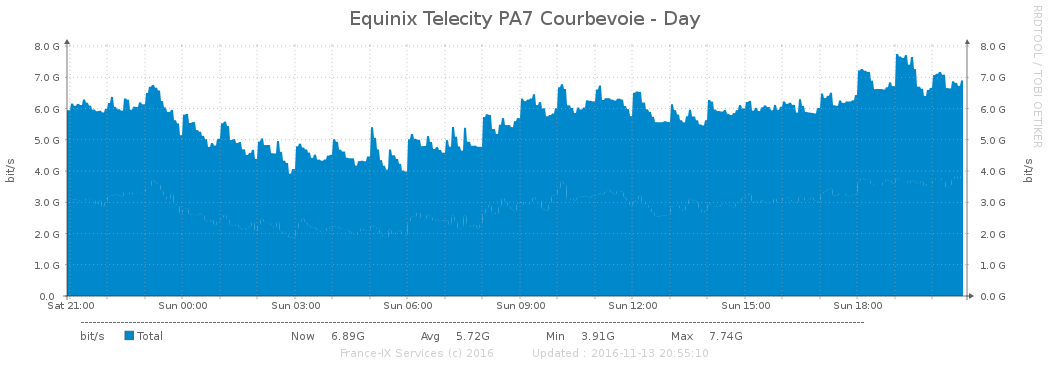 Equinix Telecity PA7 Courbevoie - Day
RRDTOOL / TOBI OETIKER
8.0 G 8.0 G
7.0 G 7.0 G
6.0 G 6.0 G
5.0 G 5.0 G
4.0 G 4.0 G
3.0 G 3.0 G
2.0 G 2.0 G
1.0 G 1.0 G
0.0 0.0 G
bit/s bit/s
Sat 21:00 Sun 00:00 Sun 03:00 Sun 06:00 Sun 09:00 Sun 12:00 Sun 15:00 Sun 18:00
bit/s Total Now 6.89G Avg 5.72G Min 3.91G Max 7.74G
France-IX Services (c) 2016 Updated : 2016-11-13 20:55:10